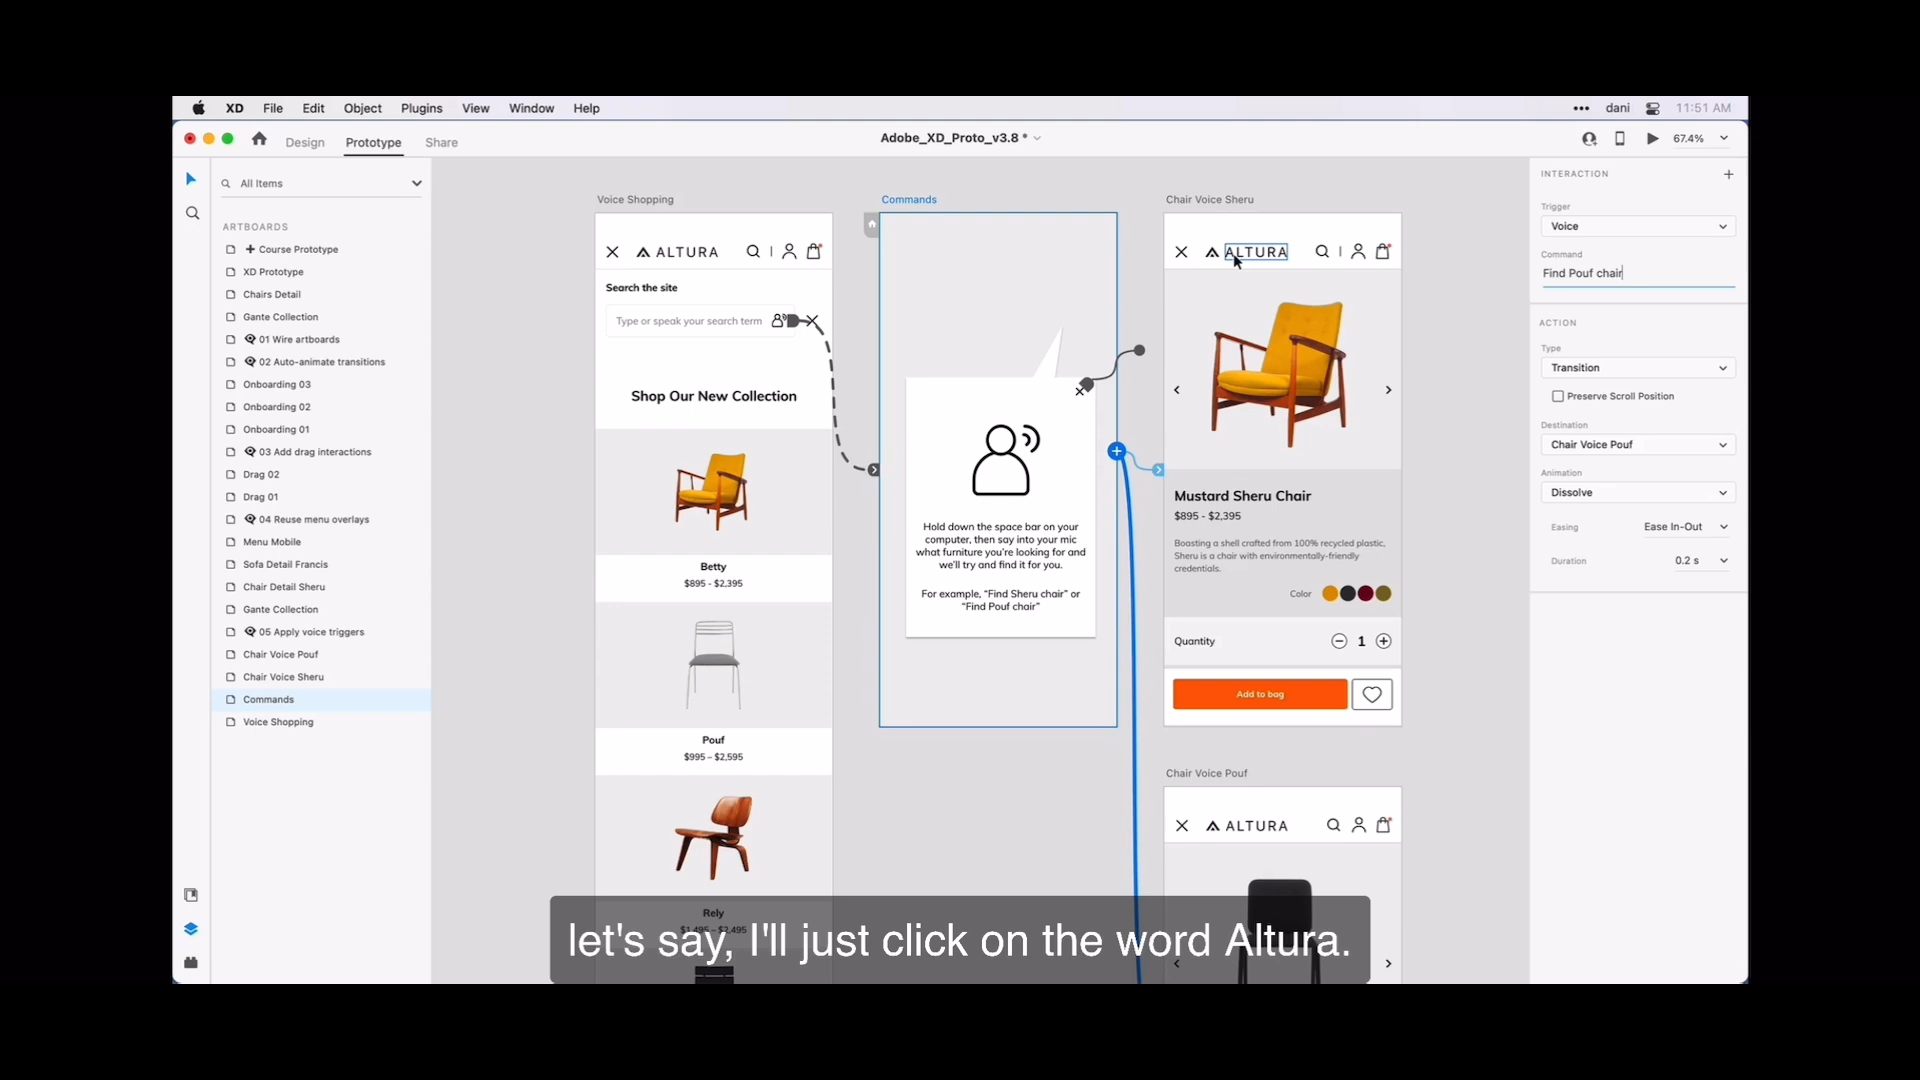 XD File Edit Object Plugins View Window Help
••• dani 11:51 AM
Design Prototype Share
Adobe_XD_Proto_v3.8 *
67.4%
All Items
ARTBOARDS
+ Course Prototype
XD Prototype
Chairs Detail
Gante Collection
01 Wire artboards
02 Auto-animate transitions
Onboarding 03
Onboarding 02
Onboarding 01
03 Add drag interactions
Drag 02
Drag 01
04 Reuse menu overlays
Menu Mobile
Sofa Detail Francis
Chair Detail Sheru
Gante Collection
05 Apply voice triggers
Chair Voice Pouf
Chair Voice Sheru
Commands
Voice Shopping
Voice Shopping
ALTURA
Search the site
Type or speak your search term
Shop Our New Collection
Betty
$895 - $2,395
Pouf
$995 – $2,595
Rely
$1,495 - $2,495
Commands
Hold down the space bar on your
computer, then say into your mic
what furniture you're looking for and
we'll try and find it for you.
For example, "Find Sheru chair" or
"Find Pouf chair"
Chair Voice Sheru
ALTURA
Mustard Sheru Chair
$895 - $2,395
Boasting a shell crafted from 100% recycled plastic,
Sheru is a chair with environmentally-friendly
credentials.
Color
Quantity
1
Add to bag
Chair Voice Pouf
ALTURA
INTERACTION
Trigger
Voice
Command
Find Pouf chair
ACTION
Type
Transition
Preserve Scroll Position
Destination
Chair Voice Pouf
Animation
Dissolve
Easing Ease In-Out
Duration 0.2 s
let's say, I'll just click on the word Altura.